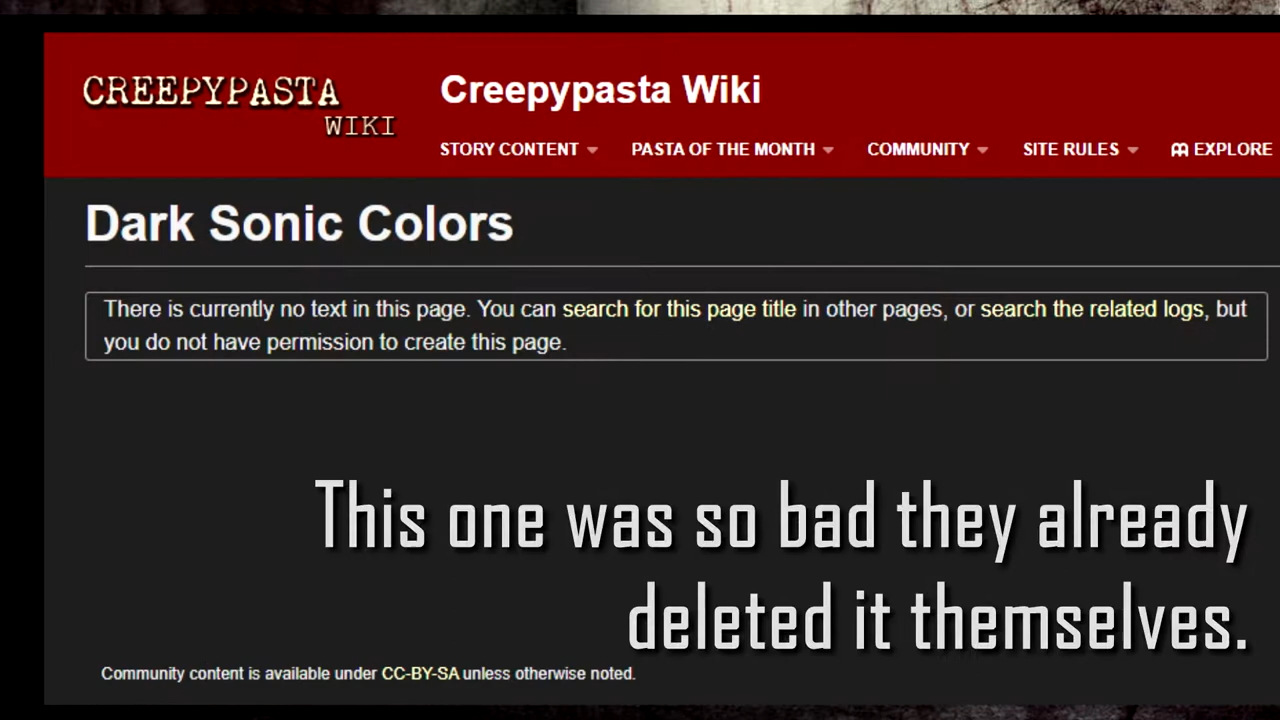 CREEPYPASTA
WIKI
Creepypasta Wiki
STORY CONTENT PASTA OF THE MONTH COMMUNITY SITE RULES EXPLORE
Dark Sonic Colors
There is currently no text in this page. You can search for this page title in other pages, or search the related logs, but
you do not have permission to create this page.
This one was so bad they already
deleted it themselves.
Community content is available under CC-BY-SA unless otherwise noted.